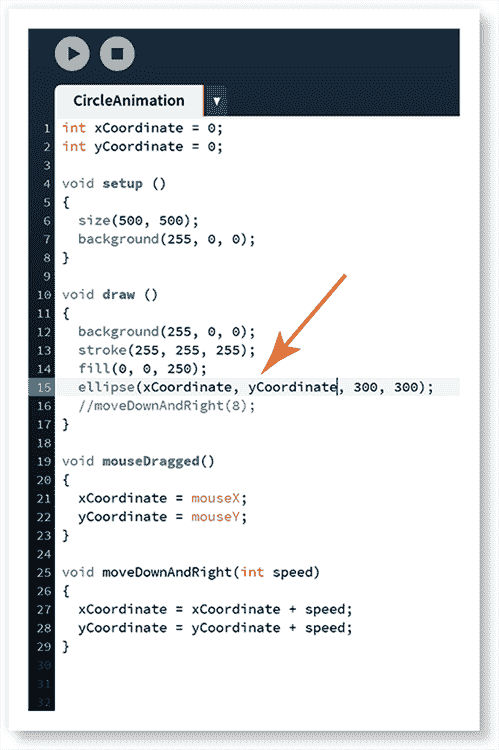 CircleAnimation
1 int xCoordinate = 0;
2 int yCoordinate = 0;
3
4 void setup ()
5 {
6 size(500, 500);
7 background(255, 0, 0);
8 }
9
10 void draw ()
11 {
12 background(255, 0, 0);
13 stroke(255, 255, 255);
14 fill(0, 0, 250);
15 ellipse(xCoordinate, yCoordinate, 300, 300);
16 //moveDownAndRight(8);
17 }
18
19 void mouseDragged()
20 {
21 xCoordinate = mouseX;
22 yCoordinate = mouseY;
23 }
24
25 void moveDownAndRight(int speed)
26 {
27 xCoordinate = xCoordinate + speed;
28 yCoordinate = yCoordinate + speed;
29 }
30
31
32